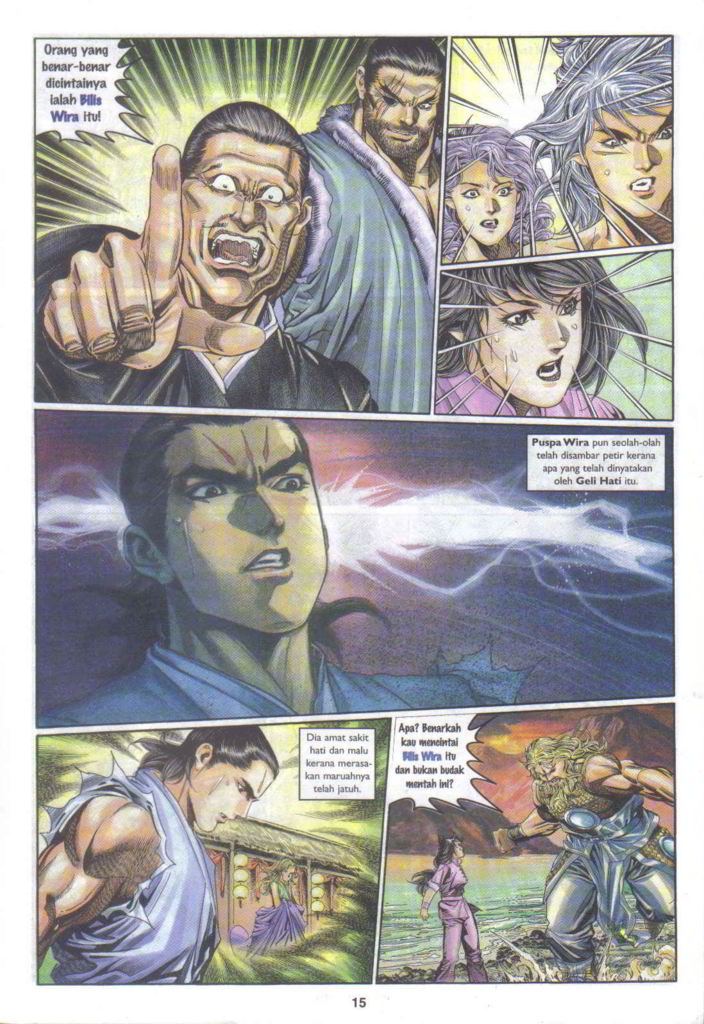 Orang yang
benar-benar
dicintainya
ialah Bilis
Wira itu!
Puspa Wira pun seolah-olah
telah disambar petir kerana
apa yang telah dinyatakan
oleh Geli Hati itu.
Dia amat sakit
hati dan malu
kerana merasa-
kan maruahnya
telah jatuh.
Apa? Benarkah
kau mencintai
Bilis Wira itu
dan bukan budak
mentah ini?
15